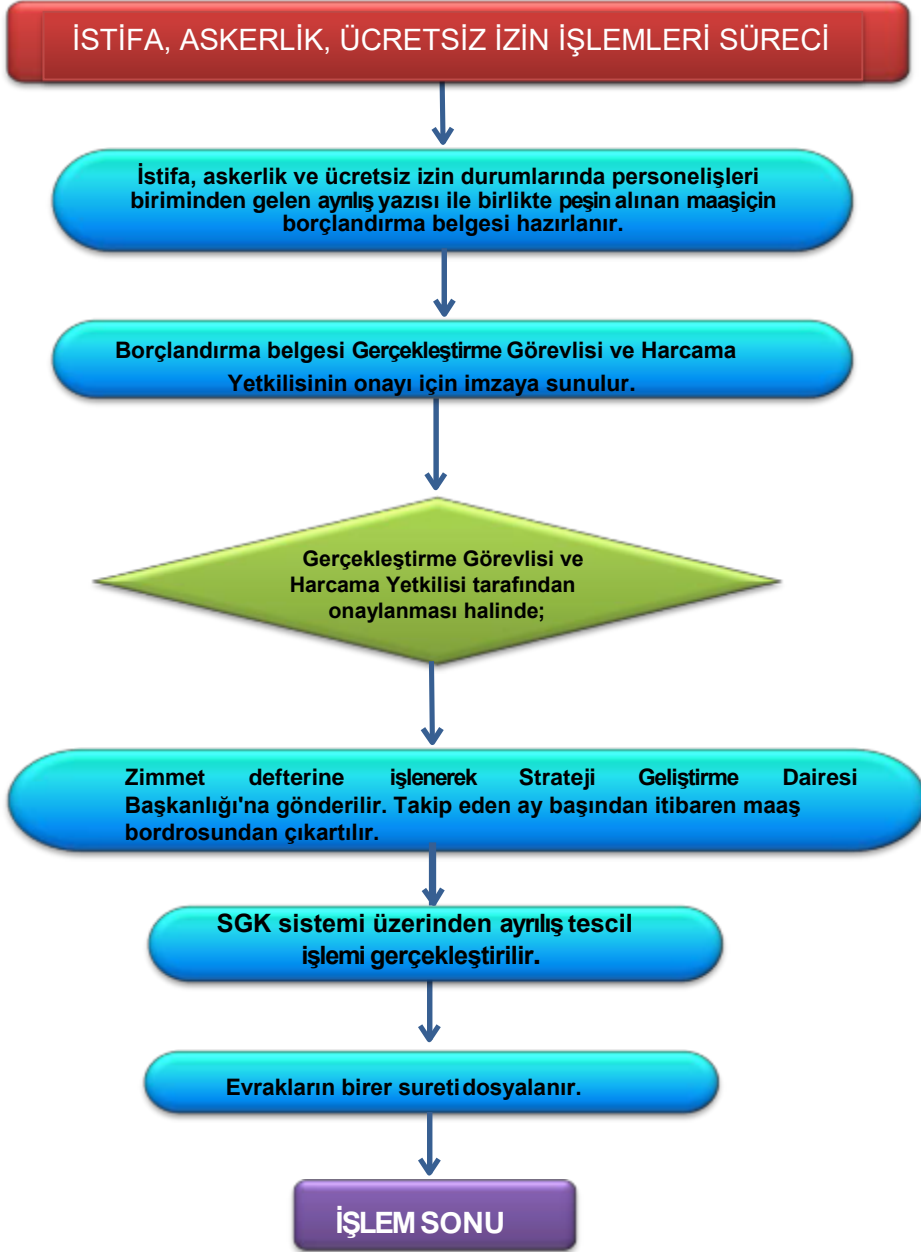 İSTİFA, ASKERLİK, ÜCRETSİZ İZİN İŞLEMLERİ SÜRECİ
İstifa, askerlik ve ücretsiz izin durumlarında personelişleri
biriminden gelen ayrılış yazısı ile birlikte peşin alınan maaşiçin
borçlandırma belgesi hazırlanır.
Borçlandırma belgesi Gerçekleştirme Görevlisi ve Harcama
Yetkilisinin onayı için imzaya sunulur.
Gerçekleştirme Görevlisi ve
Harcama Yetkilisi tarafından
onaylanması halinde;
Zimmet defterine işlenerek Strateji Geliştirme Dairesi
Başkanlığı'na gönderilir. Takip eden ay başından itibaren maaş
bordrosundan çıkartılır.
SGK sistemi üzerinden ayrılış tescil
işlemi gerçekleştirilir.
Evrakların birer sureti dosyalanır.
İŞLEM SONU